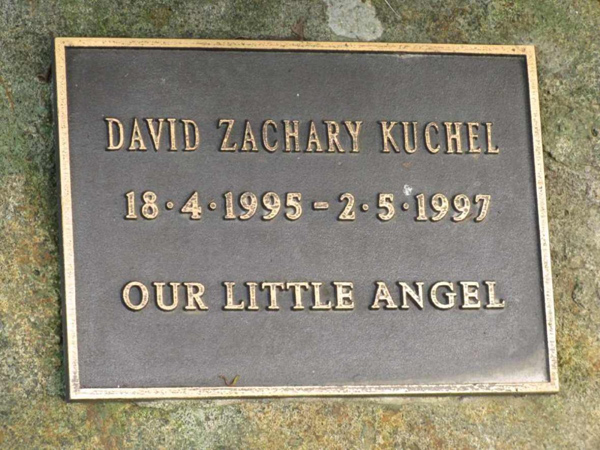 DAVID ZACHARY KUCHEL
18·4·1995-2·5·1997
OUR LITTLE ANGEL